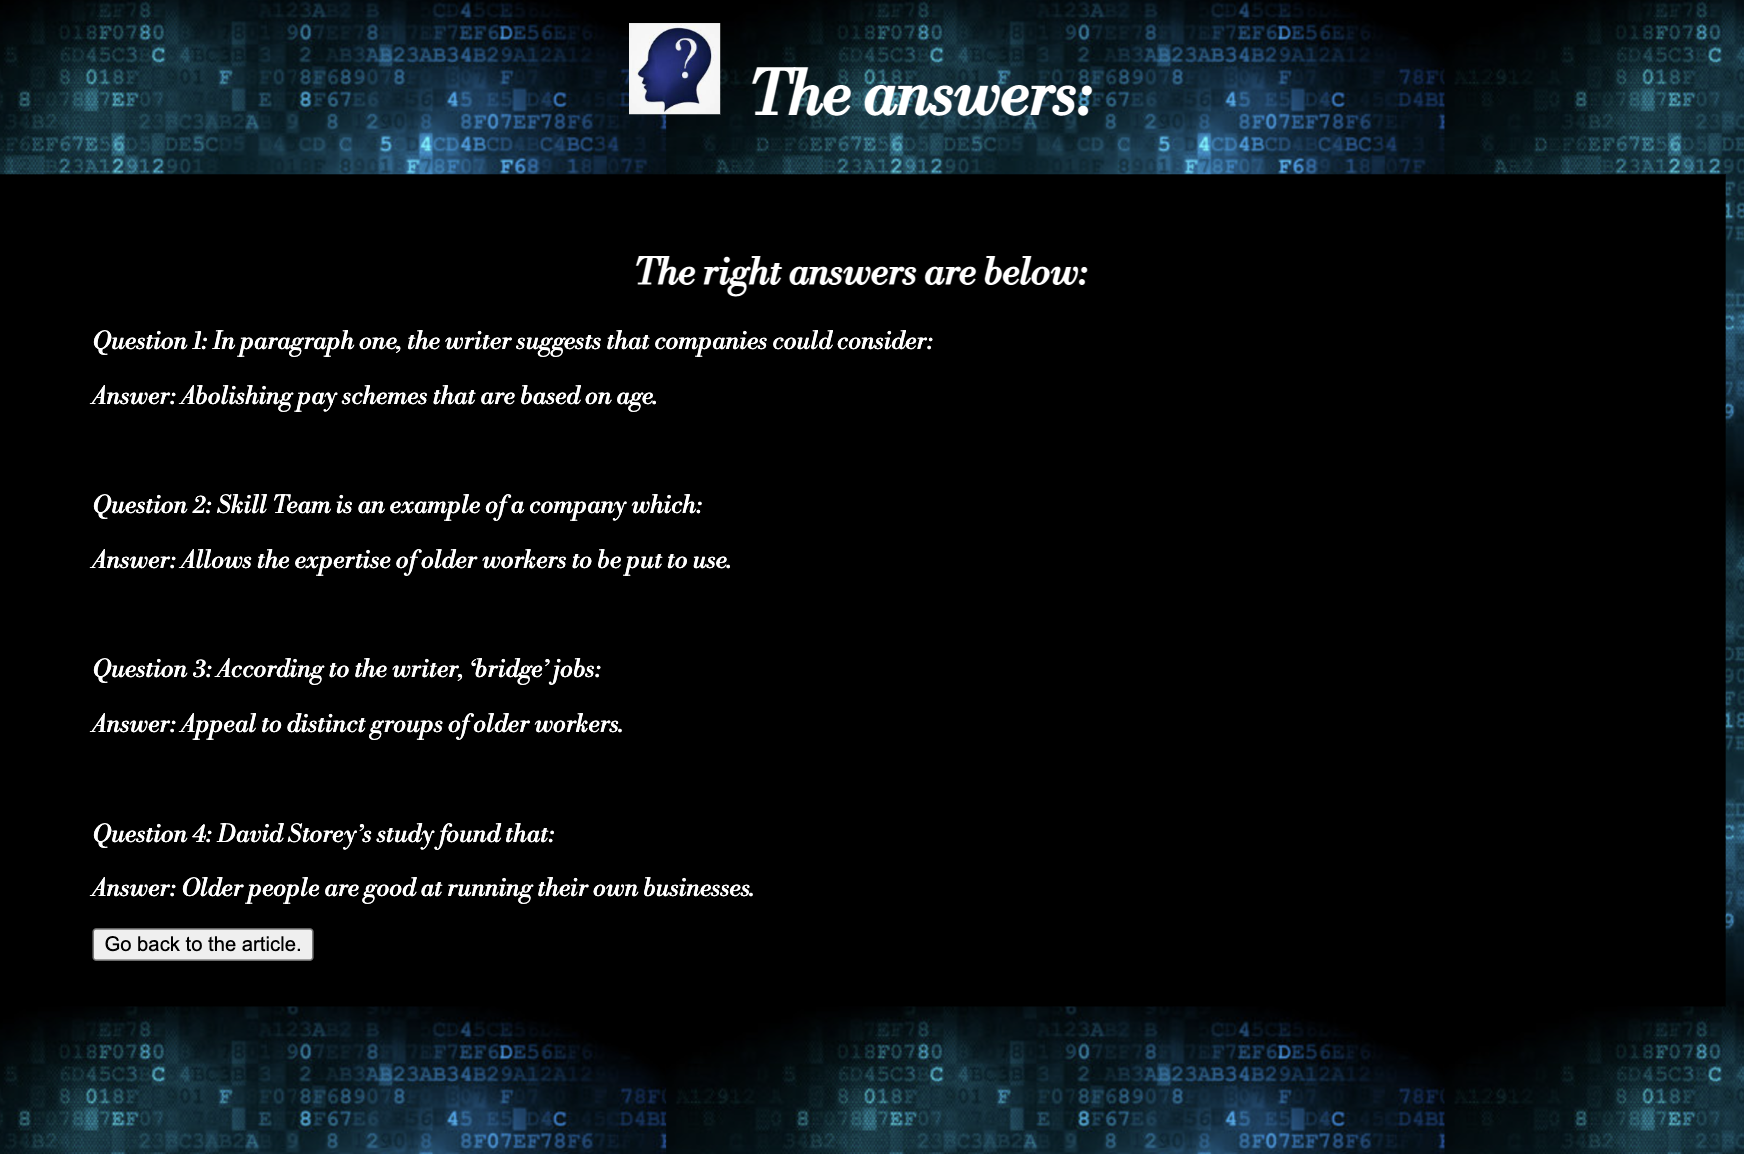 ?
The answers:
The right answers are below:
Question 1: In paragraph one, the writer suggests that companies could consider:
Answer: Abolishing pay schemes that are based on age.
Question 2: Skill Team is an example of a company which:
Answer: Allows the expertise of older workers to be put to use.
Question 3: According to the writer, ‘bridge’ jobs:
Answer: Appeal to distinct groups of older workers.
Question 4: David Storey’s study found that:
Answer: Older people are good at running their own businesses.
Go back to the article.